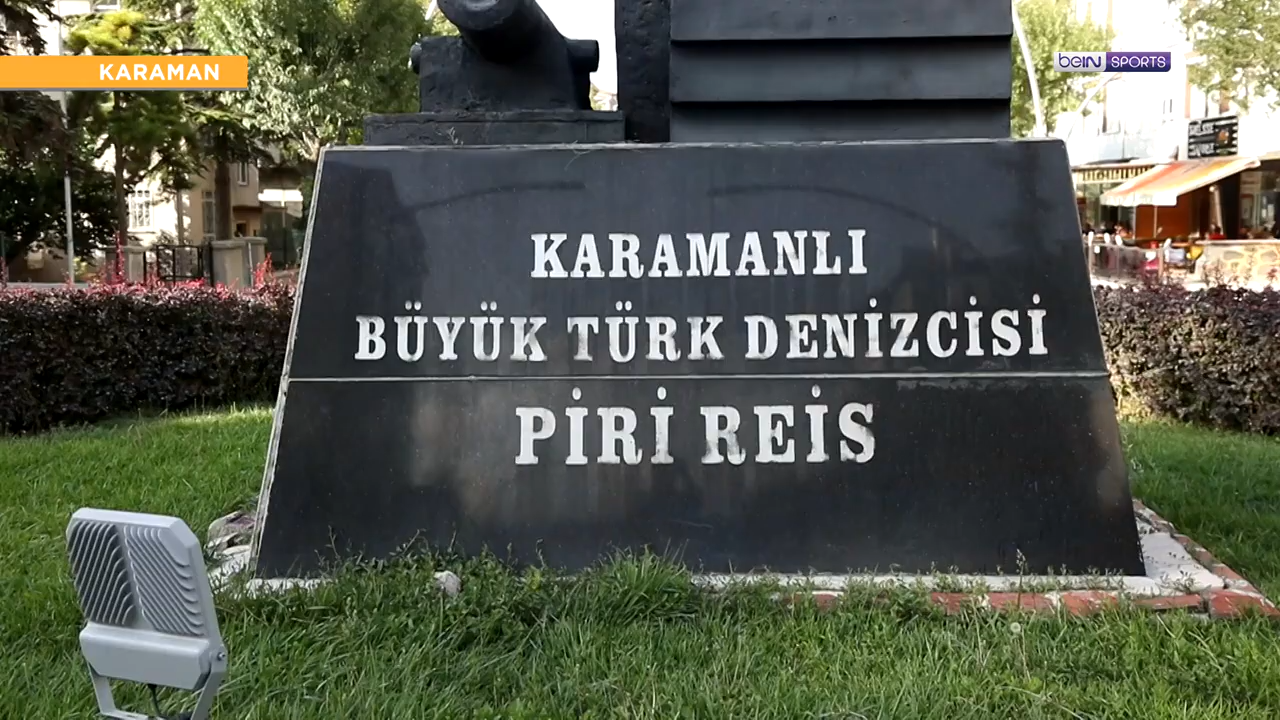 KARAMAN
beIN SPORTS
KARAMANLI
BÜYÜK TÜRK DENİZCİSİ
PİRİ REİS